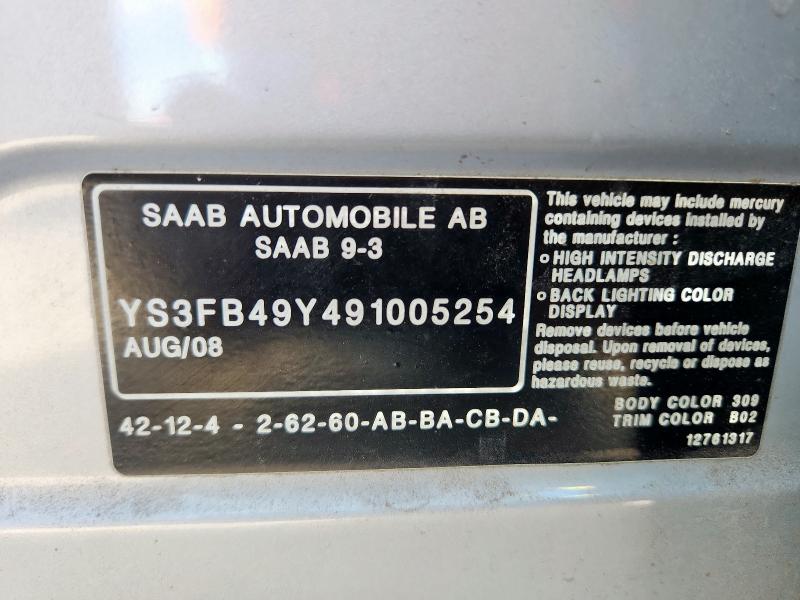 SAAB AUTOMOBILE AB
SAAB 9-3
YS3FB49Y491005254
AUG/08
42-12-4 - 2-62-60-AB-BA-CB-DA-
This vehicle may include mercury
containing devices installed by
the manufacturer :
o HIGH INTENSITY DISCHARGE
HEADLAMPS
o BACK LIGHTING COLOR
DISPLAY
Remove devices before vehicle
disposal. Upon removal of devices,
please reuse, recycle or dispose as
hazardous waste.
BODY COLOR 309
TRIM COLOR B02
12761317